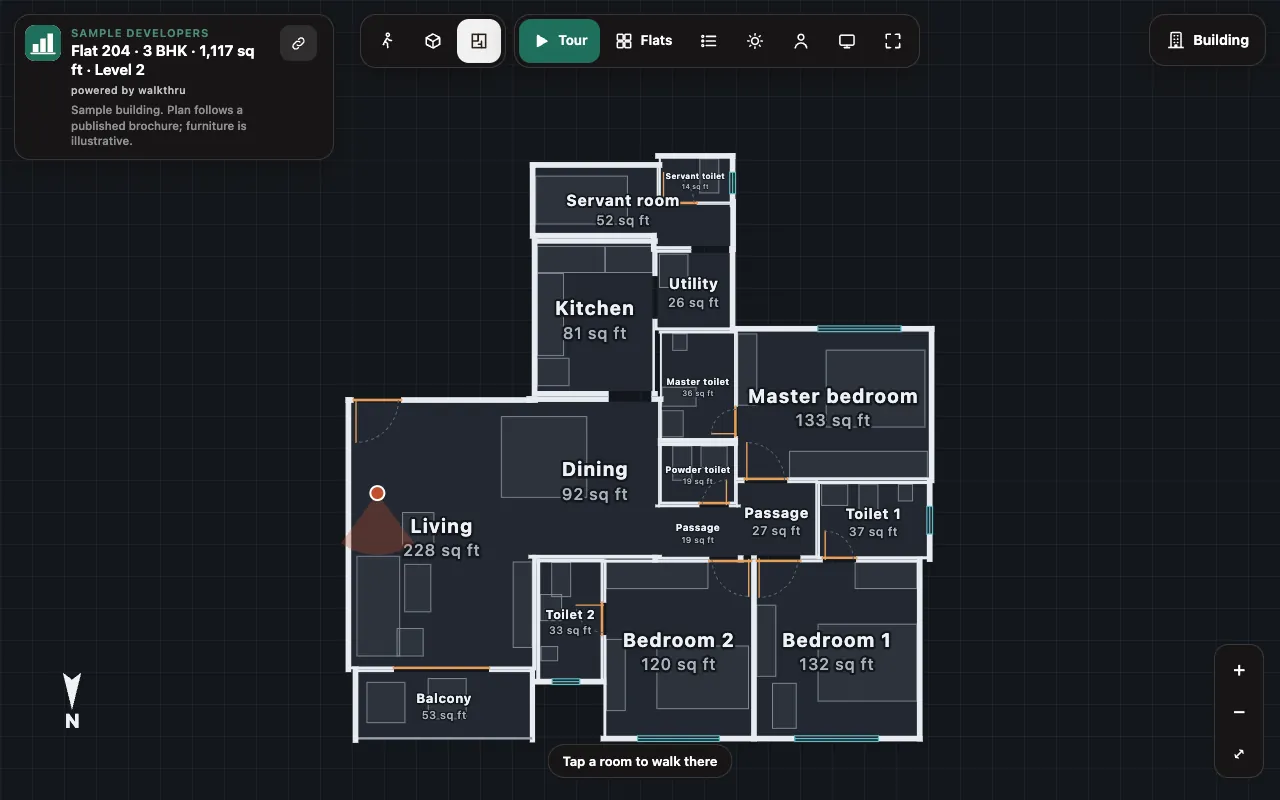 SAMPLE DEVELOPERS
Flat 204 · 3 BHK · 1,117 sq
ft · Level 2
powered by walkthru
Sample building. Plan follows a
published brochure; furniture is
illustrative.
Tour
Flats
Building
Servant toilet
14 sq ft
Servant room
52 sq ft
Utility
26 sq ft
Kitchen
81 sq ft
Master toilet
36 sq ft
Master bedroom
133 sq ft
Dining
92 sq ft
Powder toilet
19 sq ft
Passage
27 sq ft
Toilet 1
37 sq ft
Passage
19 sq ft
Living
228 sq ft
Toilet 2
33 sq ft
Bedroom 2
120 sq ft
Bedroom 1
132 sq ft
Balcony
53 sq ft
N
Tap a room to walk there